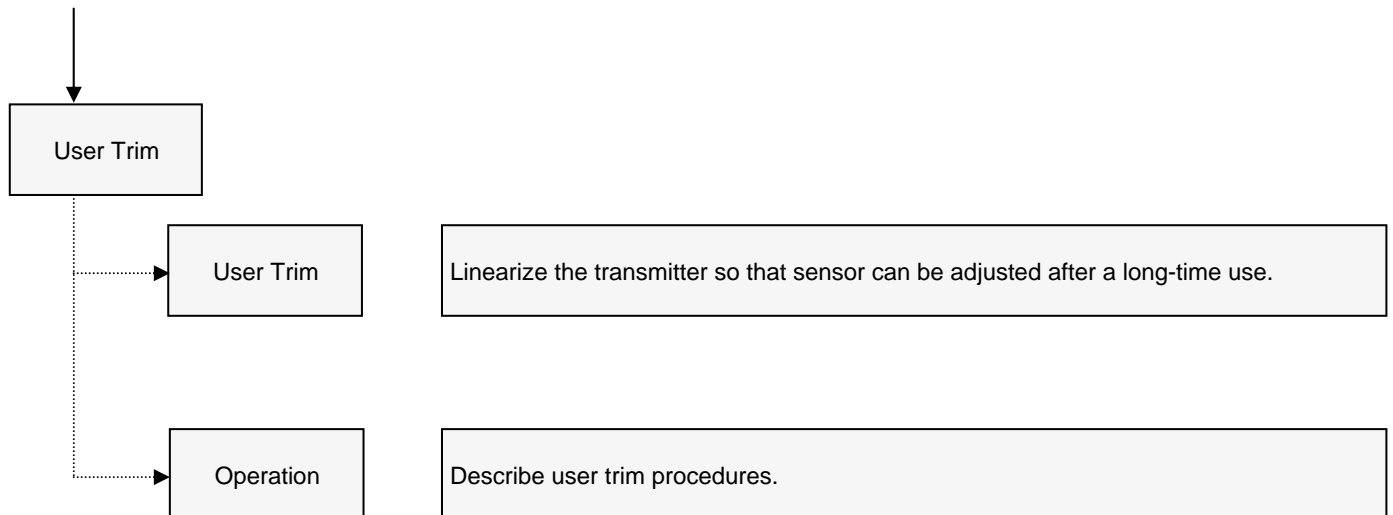 User Trim
User Trim
Linearize the transmitter so that sensor can be adjusted after a long-time use.
Operation
Describe user trim procedures.